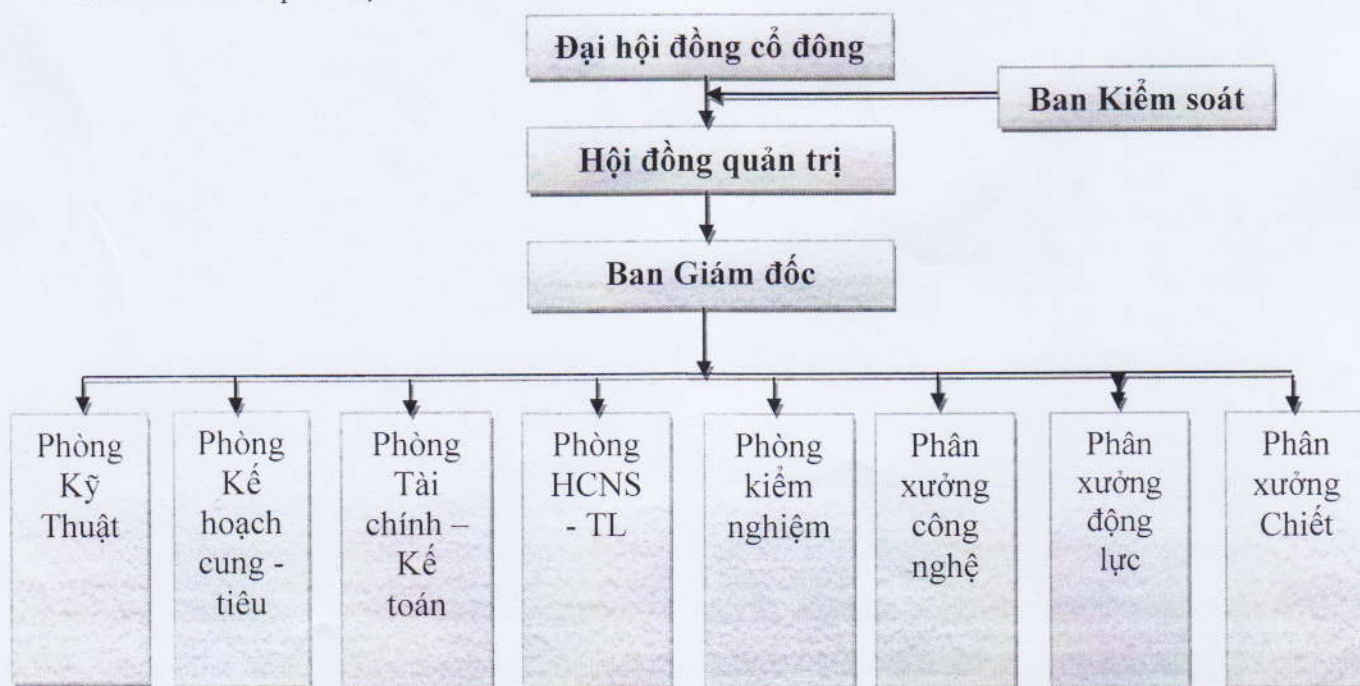 Đại hội đồng cổ đông
Ban Kiểm soát
Hội đồng quản trị
Ban Giám đốc
Phòng
Kỹ
Thuật
Phòng
Kế
hoạch
cung -
tiêu
Phòng
Tài
chính –
Kế
toán
Phòng
HCNS
- TL
Phòng
kiểm
nghiệm
Phân
xưởng
công
nghệ
Phân
xưởng
động
lực
Phân
xưởng
Chiết